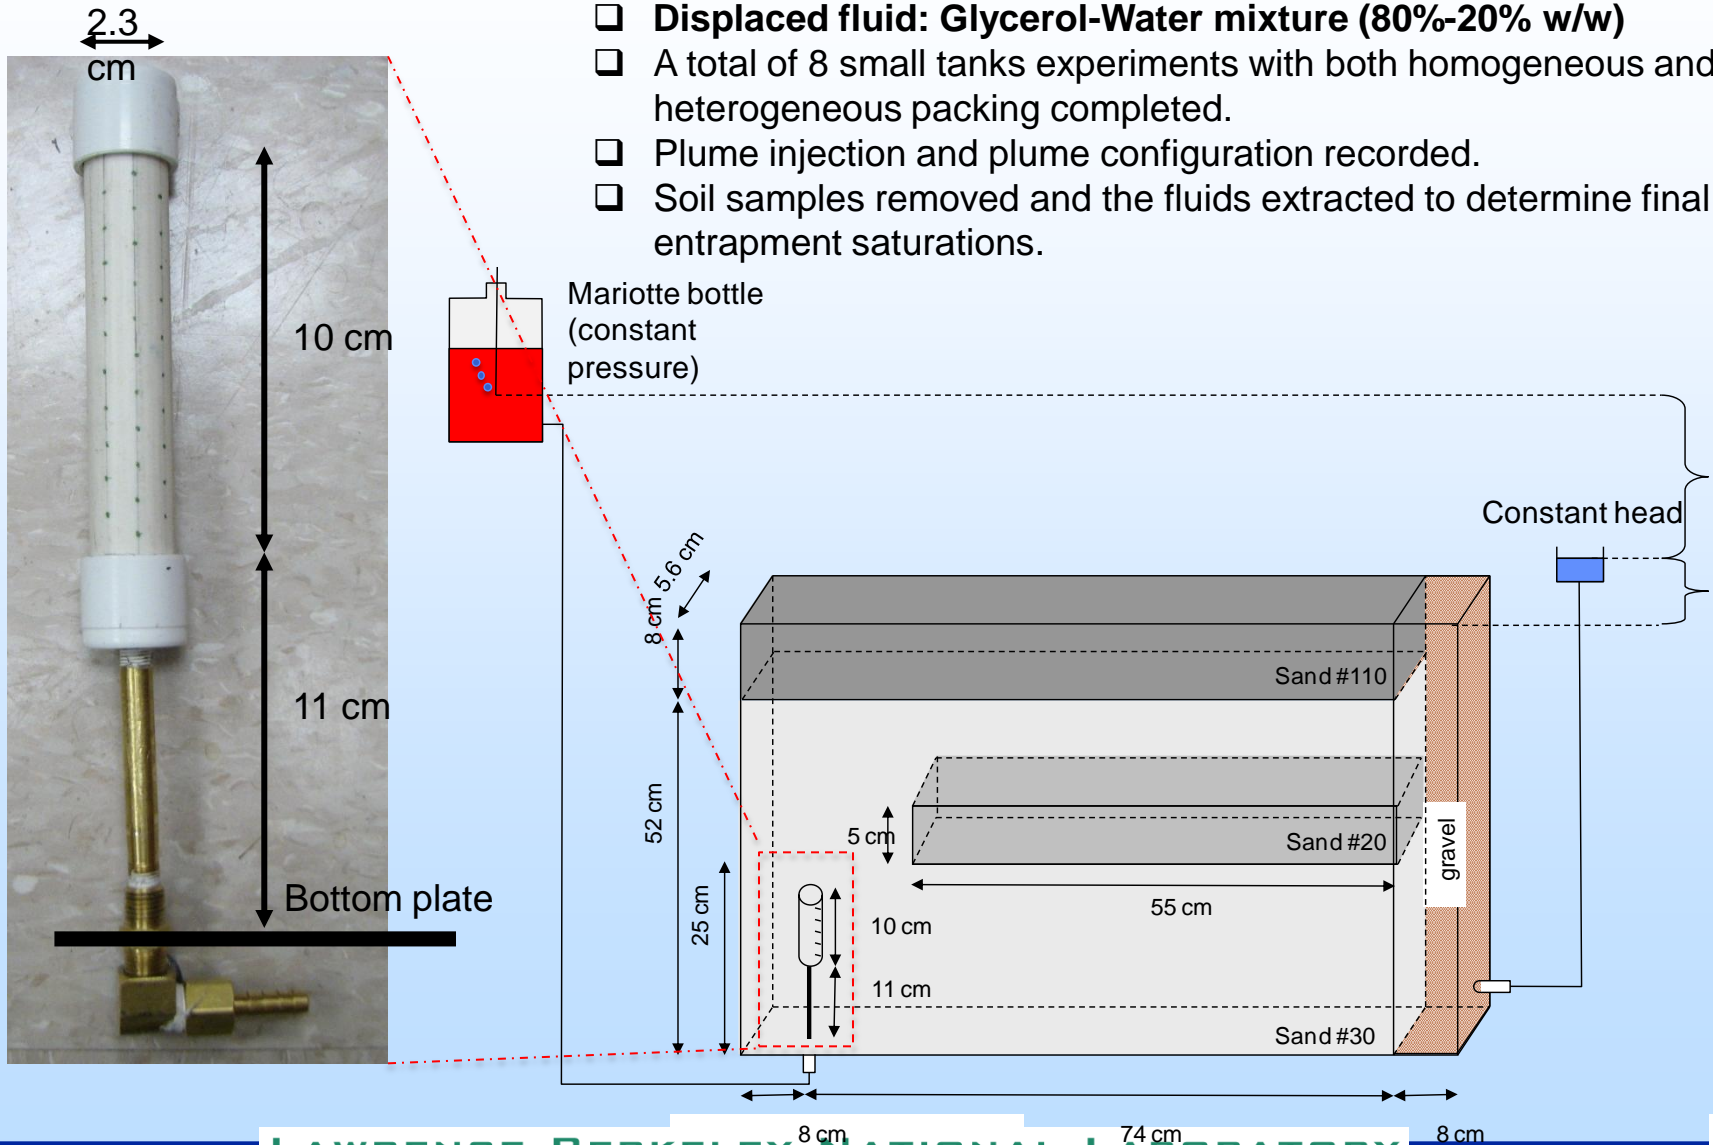 2.3
cm
❑ Displaced fluid: Glycerol-Water mixture (80%-20% w/w)
❑ A total of 8 small tanks experiments with both homogeneous and
heterogeneous packing completed.
❑ Plume injection and plume configuration recorded.
❑ Soil samples removed and the fluids extracted to determine final
entrapment saturations.
Mariotte bottle
(constant
pressure)
10 cm
11 cm
Bottom plate
Constant head
5.6 cm
8 cm
52 cm
25 cm
Sand #110
5 cm
Sand #20
55 cm
gravel
10 cm
11 cm
Sand #30
8 cm
74 cm
8 cm
LAWRENCE BERKELEY NATIONAL LABORATORY